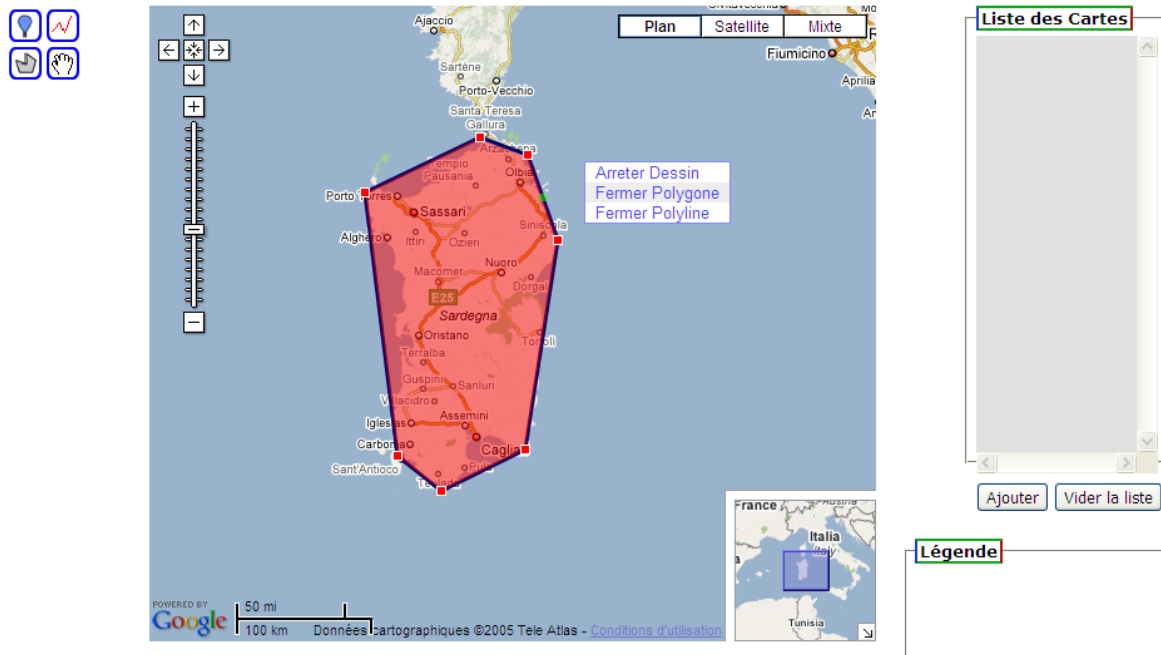 Ajaccio
Sartène
Porto-Vecchio
Santa Teresa
Gallura
Plan
Satellite
Mixte
Fiumicino
Aprilia
Liste des Cartes
Tempio
Pausania
Olbia
Porto Torres
Sassari
Alghero
Ittiri
Ozieri
Siniscola
Arreter Dessin
Fermer Polygone
Fermer Polyline
Macomer
Nuoro
Dorgali
E25
Sardegna
Oristano
Tortolì
Terralba
Guspini
Sanluri
Villacidro
Iglesias
Assemini
Carbonia
Cagliari
Sant'Antioco
Pula
Teulada
France
Italia
Italy
Tunisia
Ajouter
Vider la liste
Légende
POWERED BY
Google
50 mi
100 km
Données cartographiques ©2005 Tele Atlas - Conditions d'utilisation